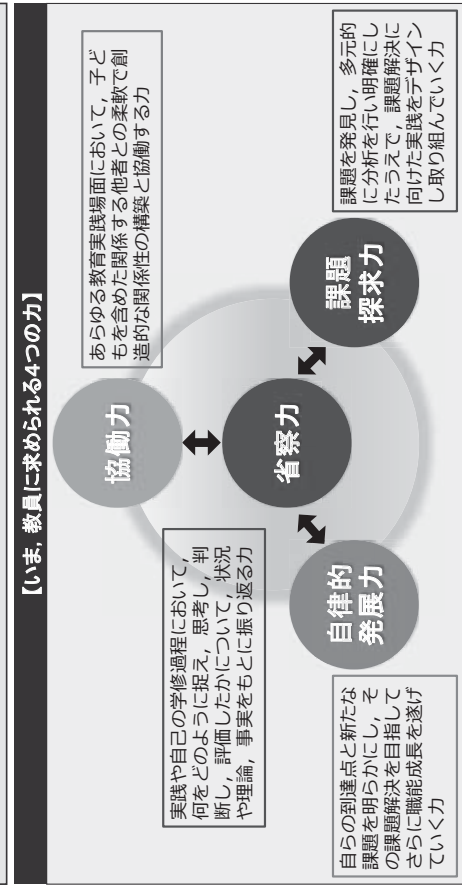 【いま，教員に求められる4つの力】
協働力
あらゆる教育実践場面において，子ど
もを含めた関係する他者との柔軟で創
造的な関係性の構築と協働する力
省察力
実践や自己の学修過程において，
何をどのように捉え，思考し，判
断し，評価したかについて，状況
や理論，事実をもとに振り返る力
自律的
発展力
自らの到達点と新たな
課題を明らかにし，そ
の課題解決を目指して
さらに職能成長を遂げ
ていく力
課題
探求力
課題を発見し，多元的
に分析を行い明確にし
たうえで，課題解決に
向けた実践をデザイン
し取り組んでいく力